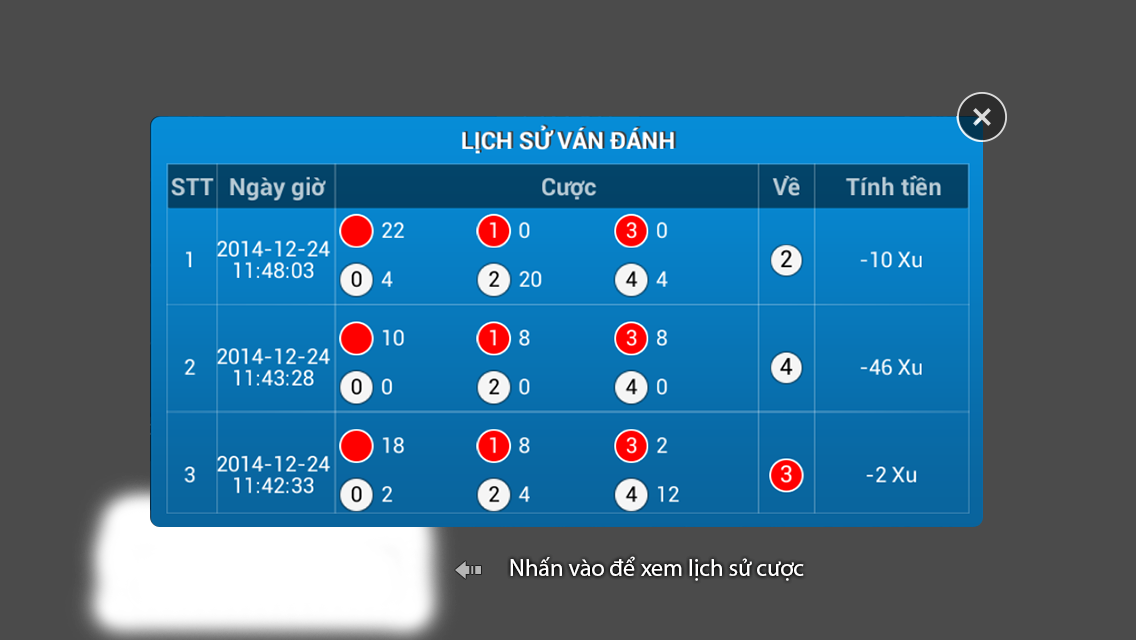 LỊCH SỬ VÁN ĐÁNH
STT Ngày giờ Cược Về Tính tiền
22 1 0 3 0
1 2014-12-24 11:48:03 2 -10 Xu
0 4 2 20 4 4
10 1 8 3 8
2 2014-12-24 11:43:28 4 -46 Xu
0 0 2 0 4 0
18 1 8 3 2
3 2014-12-24 11:42:33 3 -2 Xu
0 2 2 4 4 12
Nhấn vào để xem lịch sử cược